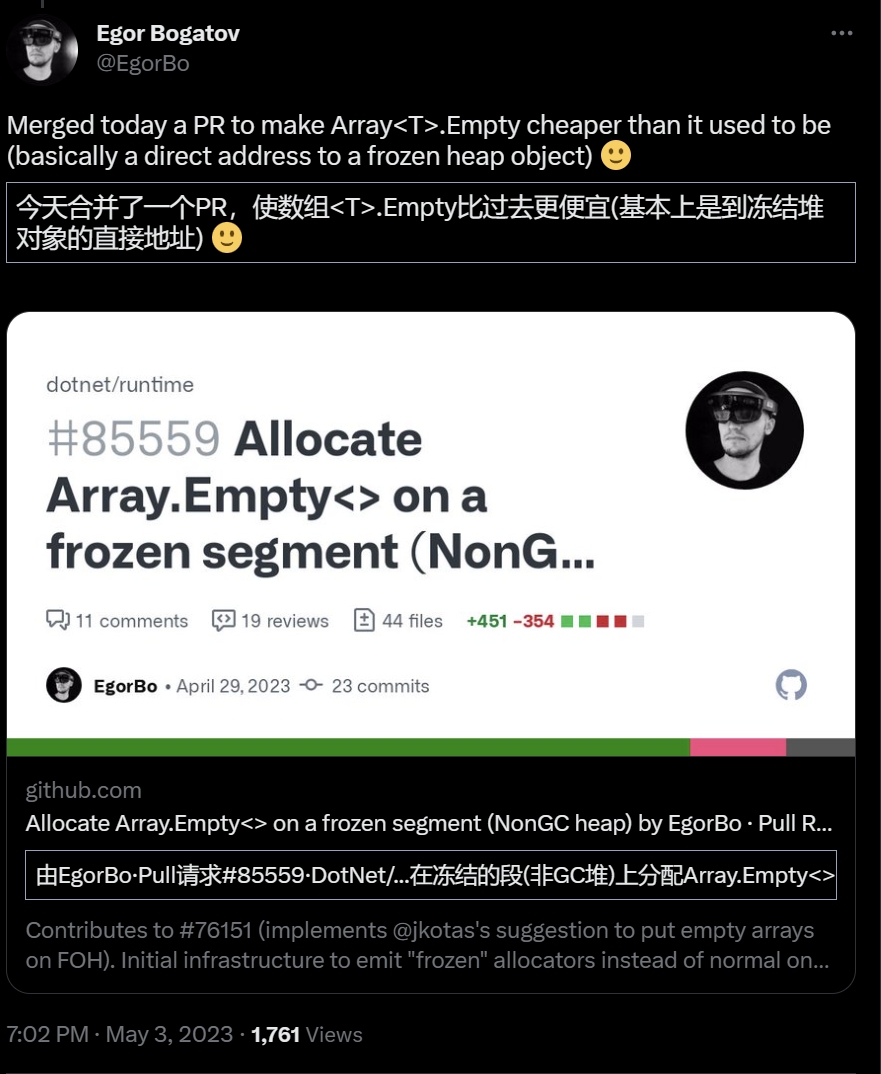 Egor Bogatov
@EgorBo
Merged today a PR to make Array<T>.Empty cheaper than it used to be
(basically a direct address to a frozen heap object) 🙂
今天合并了一个PR，使数组<T>.Empty比过去更便宜(基本上是到冻结堆
对象的直接地址) 🙂
dotnet/runtime
#85559 Allocate
Array.Empty<> on a
frozen segment (NonG...
11 comments 19 reviews 44 files +451 −354
EgorBo • April 29, 2023 23 commits
github.com
Allocate Array.Empty<> on a frozen segment (NonGC heap) by EgorBo · Pull R...
由EgorBo·Pull请求#85559·DotNet/...在冻结的段(非GC堆)上分配Array.Empty<>
Contributes to #76151 (implements @jkotas's suggestion to put empty arrays
on FOH). Initial infrastructure to emit "frozen" allocators instead of normal on...
7:02 PM · May 3, 2023 · 1,761 Views